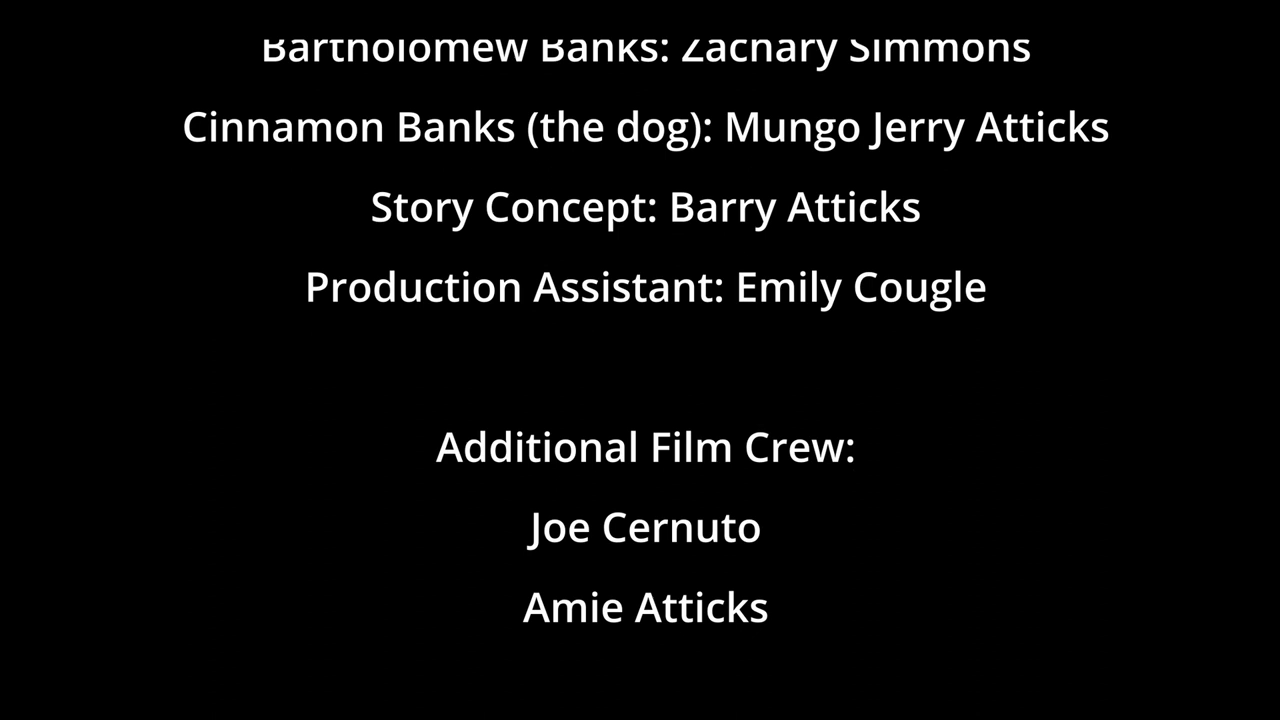 Bartholomew Banks: Zachary Simmons
Cinnamon Banks (the dog): Mungo Jerry Atticks
Story Concept: Barry Atticks
Production Assistant: Emily Cougle
Additional Film Crew:
Joe Cernuto
Amie Atticks